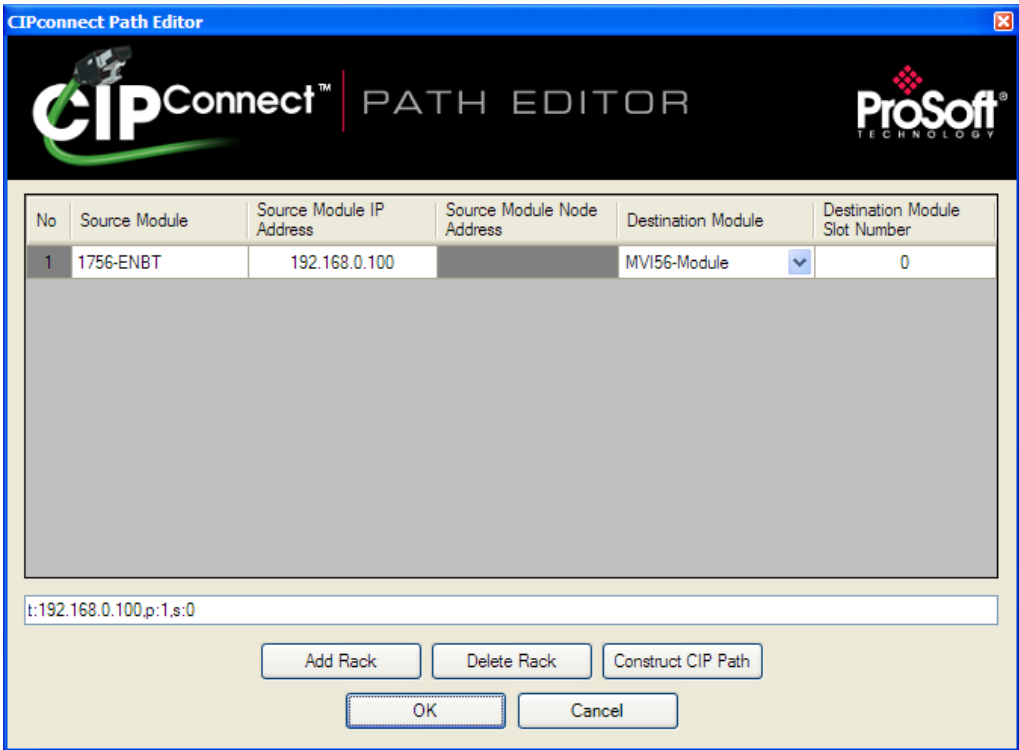 CIPconnect Path Editor
CIPConnect™ PATH EDITOR
ProSoft®
TECHNOLOGY
No Source Module Source Module IP Address Source Module Node Address Destination Module Destination Module Slot Number
1 1756-ENBT 192.168.0.100 MVI56-Module 0
t:192.168.0.100,p:1,s:0
Add Rack Delete Rack Construct CIP Path
OK Cancel